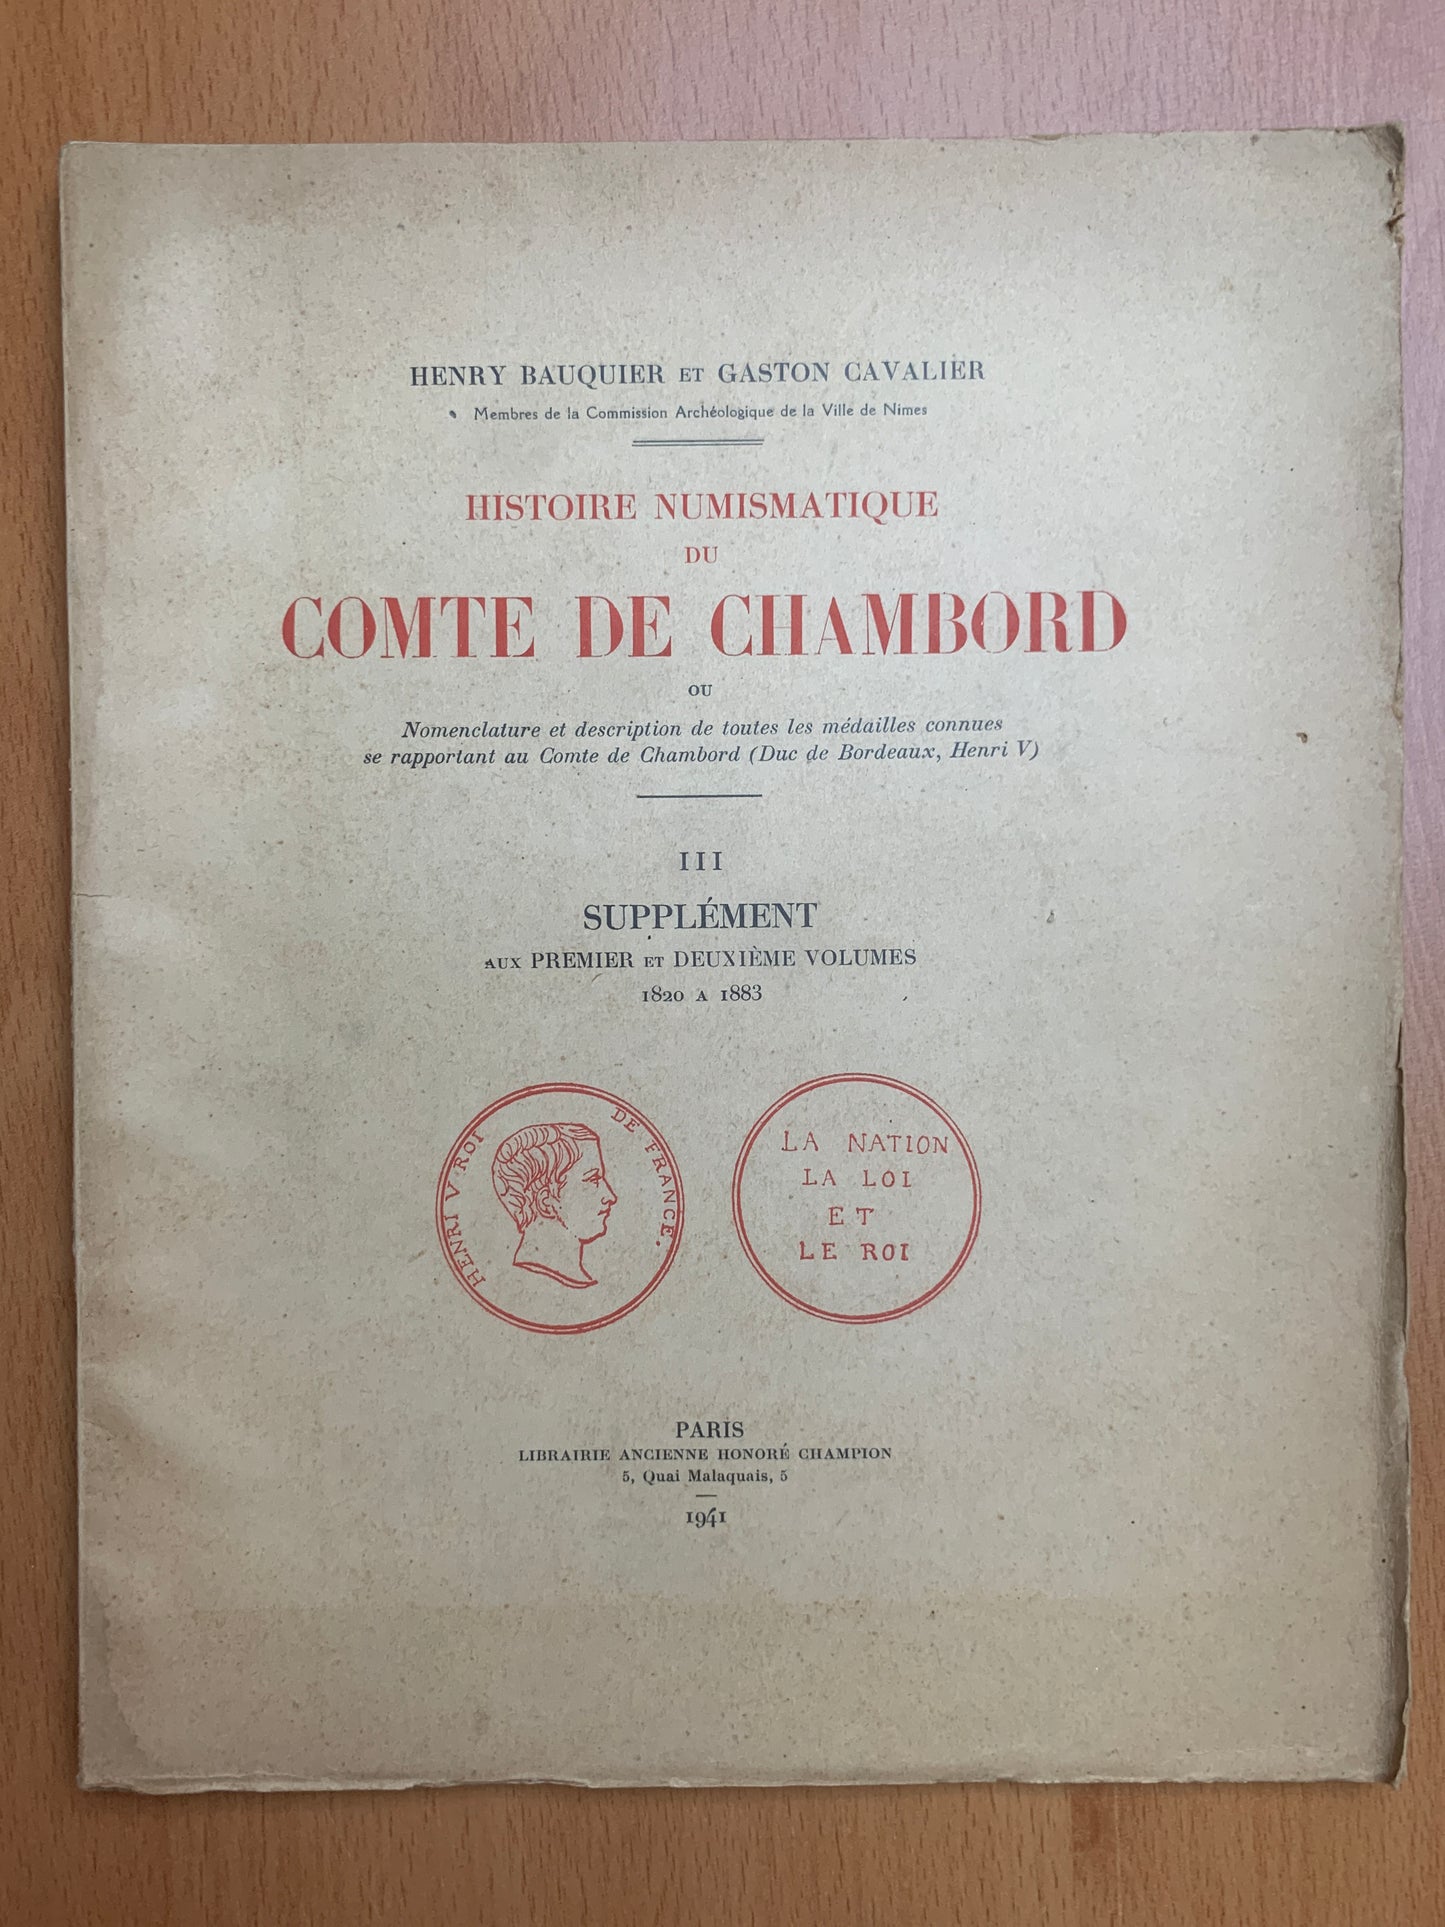 HENRY BAUQUIER ET GASTON CAVALIER
Membres de la Commission Archéologique de la Ville de Nimes
HISTOIRE NUMISMATIQUE
DU
COMTE DE CHAMBORD
OU
Nomenclature et description de toutes les médailles connues
se rapportant au Comte de Chambord (Duc de Bordeaux, Henri V)
III
SUPPLÉMENT
AUX PREMIER ET DEUXIÈME VOLUMES
1820 A 1883
HENRI V ROI DE FRANCE.
LA NATION
LA LOI
ET
LE ROI
PARIS
LIBRAIRIE ANCIENNE HONORÉ CHAMPION
5, Quai Malaquais, 5
1941